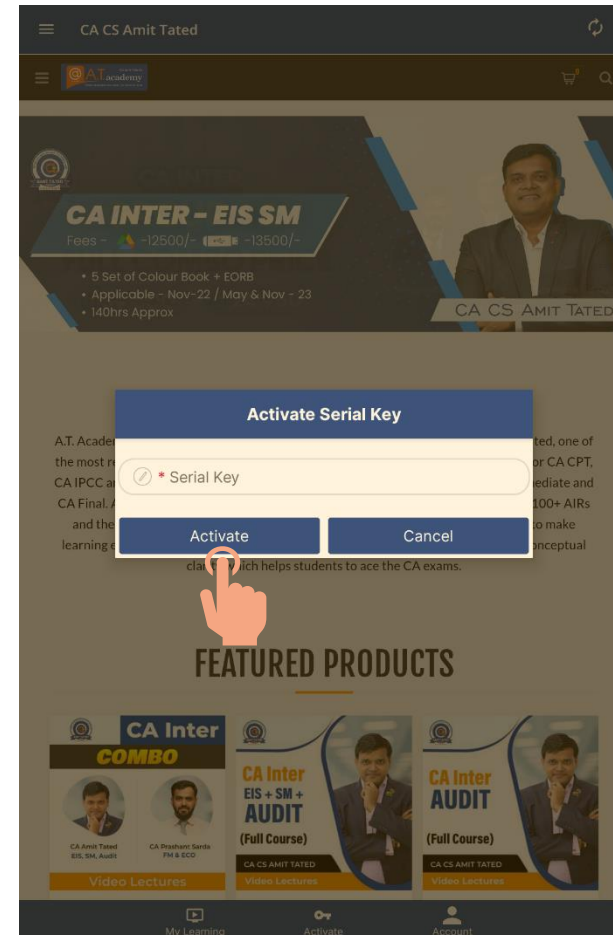 CA CS Amit Tated
@A.T. academy
CA INTER – EIS SM
Fees - -12500/- -13500/-
• 5 Set of Colour Book + EORB
• Applicable - Nov-22 / May & Nov - 23
• 140hrs Approx
CA CS AMIT TATED
Activate Serial Key
A.T. Acade ted, one of
the most r or CA CPT,
* Serial Key
CA IPCC a ediate and
CA Final. 100+ AIRs
and the to make
Activate Cancel
learning onceptual
which helps students to ace the CA exams.
FEATURED PRODUCTS
CA Inter
COMBO
CA Amit Tated
EIS, SM, Audit
CA Prashant Sarda
FM & ECO
Video Lectures
CA Inter
EIS + SM +
AUDIT
(Full Course)
CA CS AMIT TATED
Video Lectures
CA Inter
AUDIT
(Full Course)
CA CS AMIT TATED
Video Lectures
My Learning Activate Account